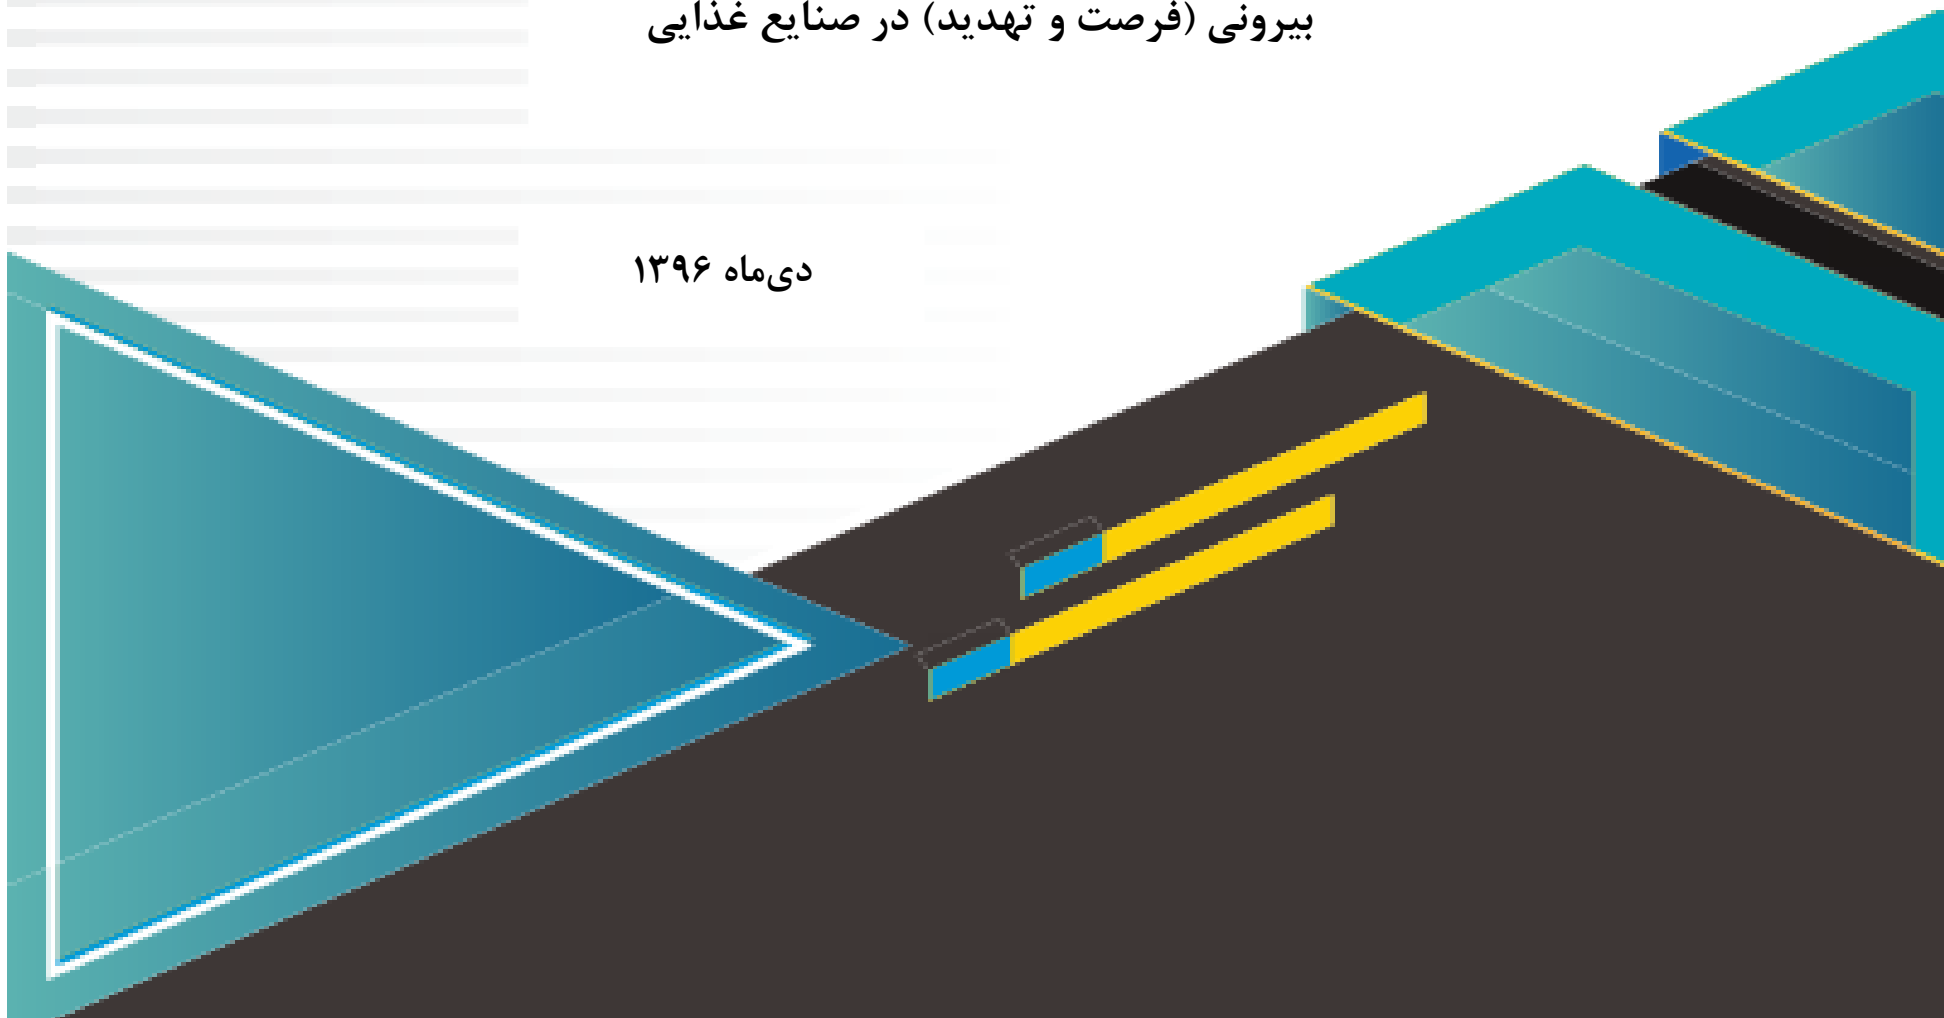 بیرونی (فرصت و تهدید) در صنایع غذایی
دی‌ماه ۱۳۹۶